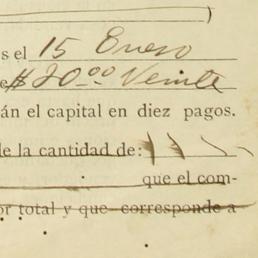 s el 15 Enero
e $20.00 Veinte
án el capital en diez pagos.
le la cantidad de:
que el com-
or total y que corresponde a